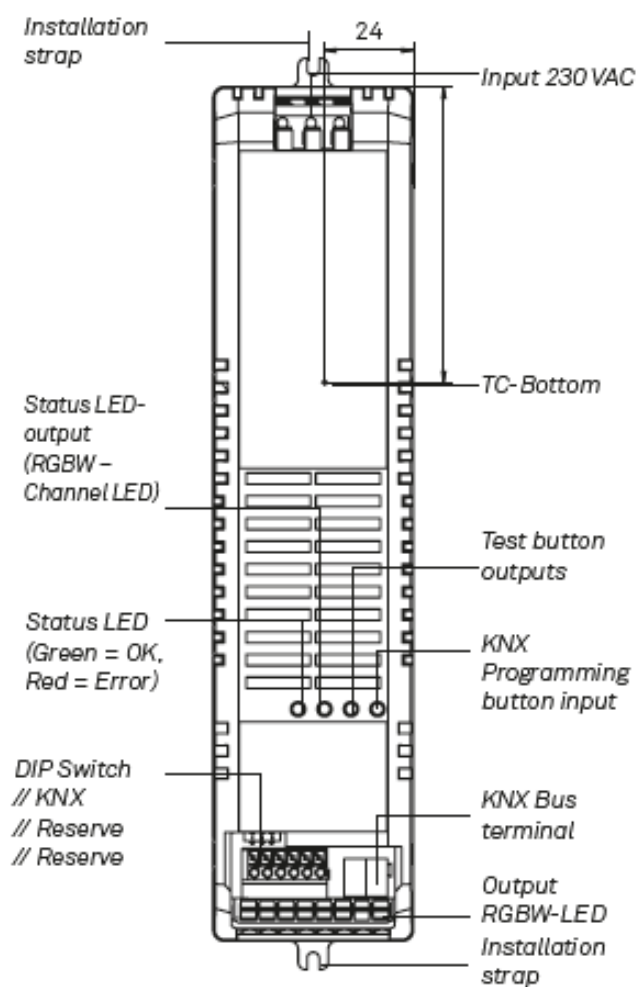 Installation
strap
24
Input 230 VAC
TC-Bottom
Status LED-
output
(RGBW –
Channel LED)
Test button
outputs
Status LED
(Green = OK,
Red = Error)
KNX
Programming
button input
DIP Switch
// KNX
// Reserve
// Reserve
KNX Bus
terminal
Output
RGBW-LED
Installation
strap